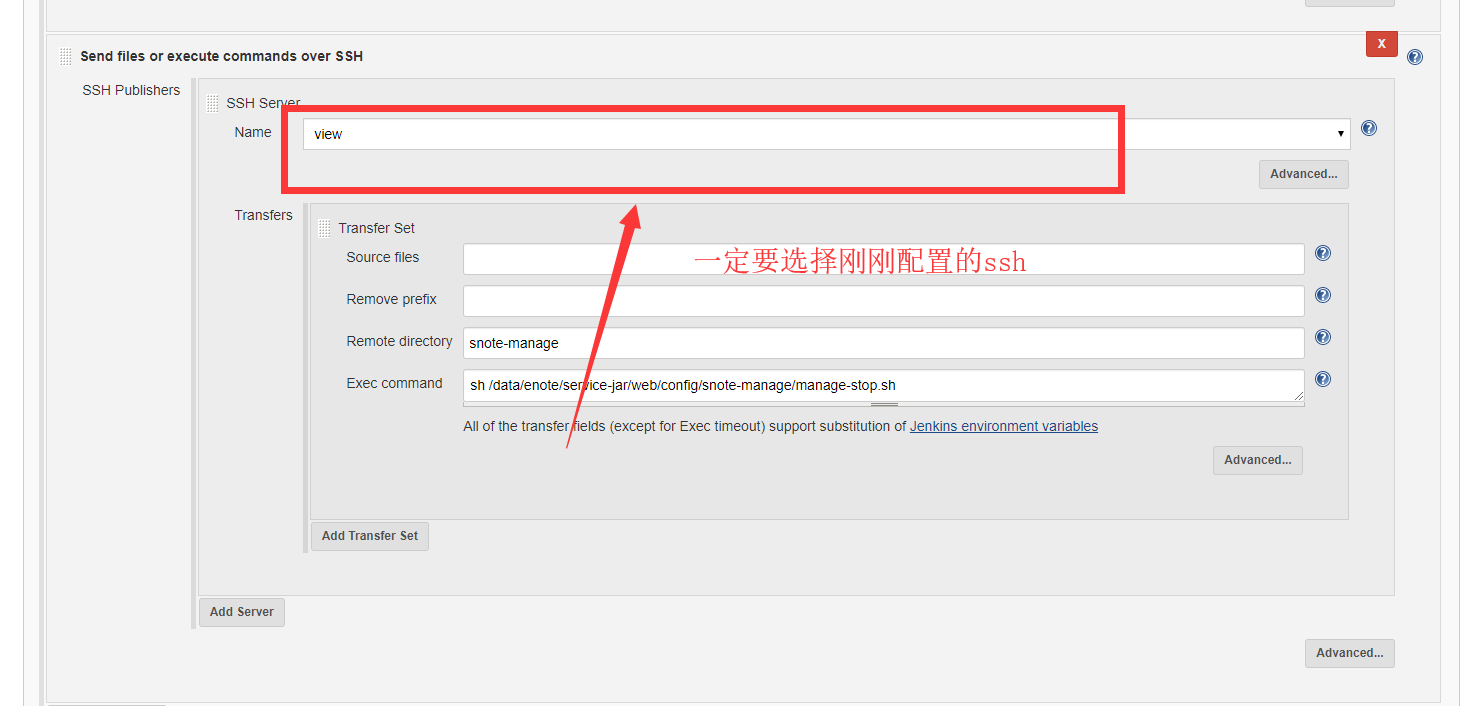 Send files or execute commands over SSH
X
SSH Publishers
SSH Server
Name
view
Advanced...
Transfers
Transfer Set
Source files
一定要选择刚刚配置的ssh
Remove prefix
Remote directory
snote-manage
Exec command
sh /data/enote/service-jar/web/config/snote-manage/manage-stop.sh
All of the transfer fields (except for Exec timeout) support substitution of Jenkins environment variables
Advanced...
Add Transfer Set
Add Server
Advanced...